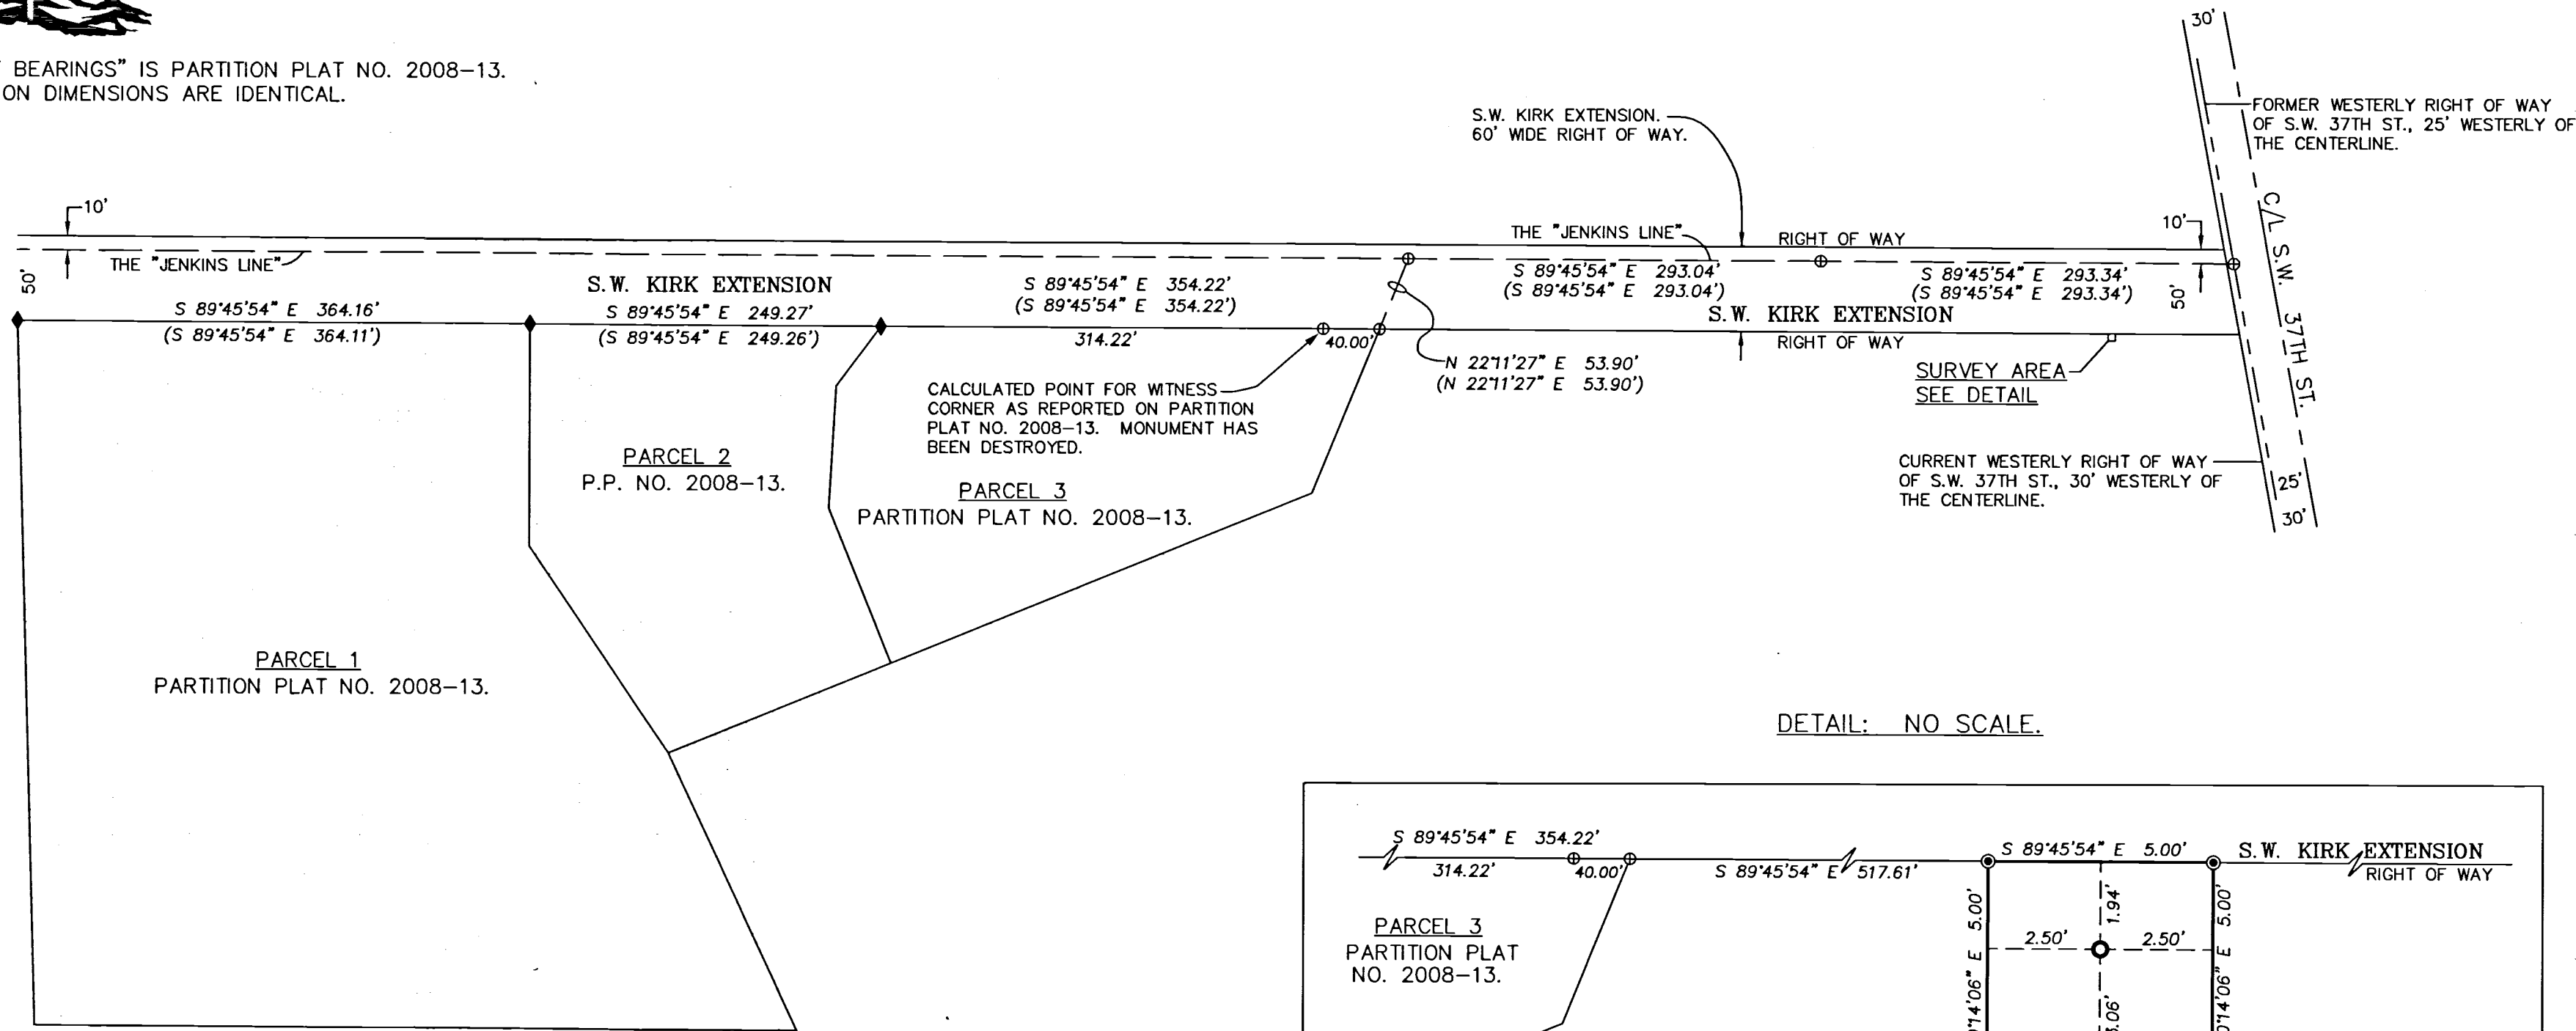 BEARINGS" IS PARTITION PLAT NO. 2008-13.
ON DIMENSIONS ARE IDENTICAL.
30'
S.W. KIRK EXTENSION.
60' WIDE RIGHT OF WAY.
FORMER WESTERLY RIGHT OF WAY
OF S.W. 37TH ST., 25' WESTERLY OF
THE CENTERLINE.
10'
THE "JENKINS LINE"
50'
S.W. KIRK EXTENSION
S 89°45'54" E 364.16'
(S 89°45'54" E 364.11')
S 89°45'54" E 249.27'
(S 89°45'54" E 249.26')
S 89°45'54" E 354.22'
(S 89°45'54" E 354.22')
314.22'
40.00'
THE "JENKINS LINE"
RIGHT OF WAY
10'
S 89°45'54" E 293.04'
(S 89°45'54" E 293.04')
S 89°45'54" E 293.34'
(S 89°45'54" E 293.34')
50'
C/L S.W. 37TH ST.
S.W. KIRK EXTENSION
RIGHT OF WAY
N 22°11'27" E 53.90'
(N 22°11'27" E 53.90')
SURVEY AREA
SEE DETAIL
CALCULATED POINT FOR WITNESS
CORNER AS REPORTED ON PARTITION
PLAT NO. 2008-13. MONUMENT HAS
BEEN DESTROYED.
CURRENT WESTERLY RIGHT OF WAY
OF S.W. 37TH ST., 30' WESTERLY OF
THE CENTERLINE.
25'
30'
PARCEL 2
P.P. NO. 2008-13.
PARCEL 3
PARTITION PLAT NO. 2008-13.
PARCEL 1
PARTITION PLAT NO. 2008-13.
DETAIL: NO SCALE.
S 89°45'54" E 354.22'
314.22'
40.00'
S 89°45'54" E 517.61'
S 89°45'54" E 5.00'
S.W. KIRK EXTENSION
RIGHT OF WAY
PARCEL 3
PARTITION PLAT
NO. 2008-13.
14'06" E 5.00'
1.94'
2.50'
2.50'
.06'
14'06" E 5.00'